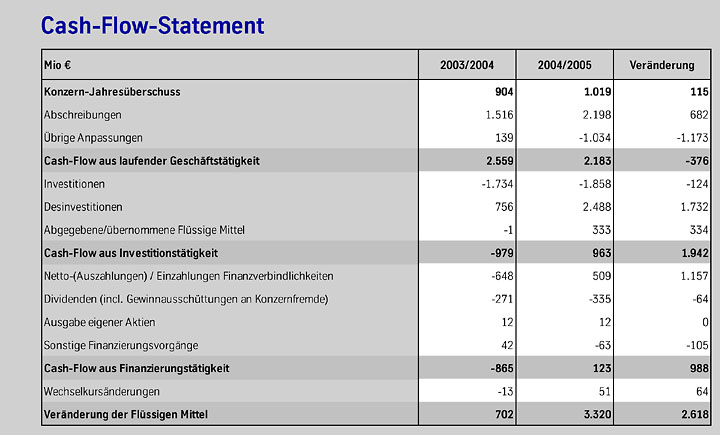 Cash-Flow-Statement
Mio € 2003/2004 2004/2005 Veränderung
Konzern-Jahresüberschuss 904 1.019 115
Abschreibungen 1.516 2.198 682
Übrige Anpassungen 139 -1.034 -1.173
Cash-Flow aus laufender Geschäftstätigkeit 2.559 2.183 -376
Investitionen -1.734 -1.858 -124
Desinvestitionen 756 2.488 1.732
Abgegebene/übernommene Flüssige Mittel -1 333 334
Cash-Flow aus Investitionstätigkeit -979 963 1.942
Netto-(Auszahlungen) / Einzahlungen Finanzverbindlichkeiten -648 509 1.157
Dividenden (incl. Gewinnausschüttungen an Konzernfremde) -271 -335 -64
Ausgabe eigener Aktien 12 12 0
Sonstige Finanzierungsvorgänge 42 -63 -105
Cash-Flow aus Finanzierungstätigkeit -865 123 988
Wechselkursänderungen -13 51 64
Veränderung der Flüssigen Mittel 702 3.320 2.618